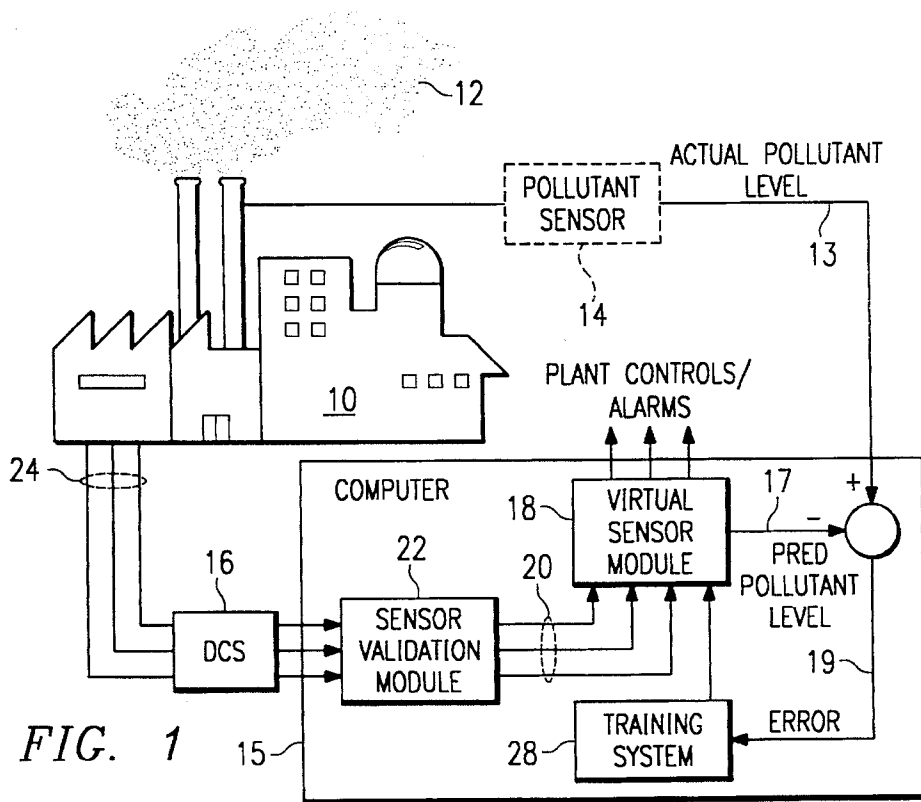 12
POLLUTANT
SENSOR
14
ACTUAL POLLUTANT
LEVEL
13
10
PLANT CONTROLS/
ALARMS
24
COMPUTER
18
VIRTUAL
SENSOR
MODULE
17
+
-
PRED
POLLUTANT
LEVEL
16
DCS
22
SENSOR
VALIDATION
MODULE
20
19
FIG. 1
15
28
TRAINING
SYSTEM
ERROR